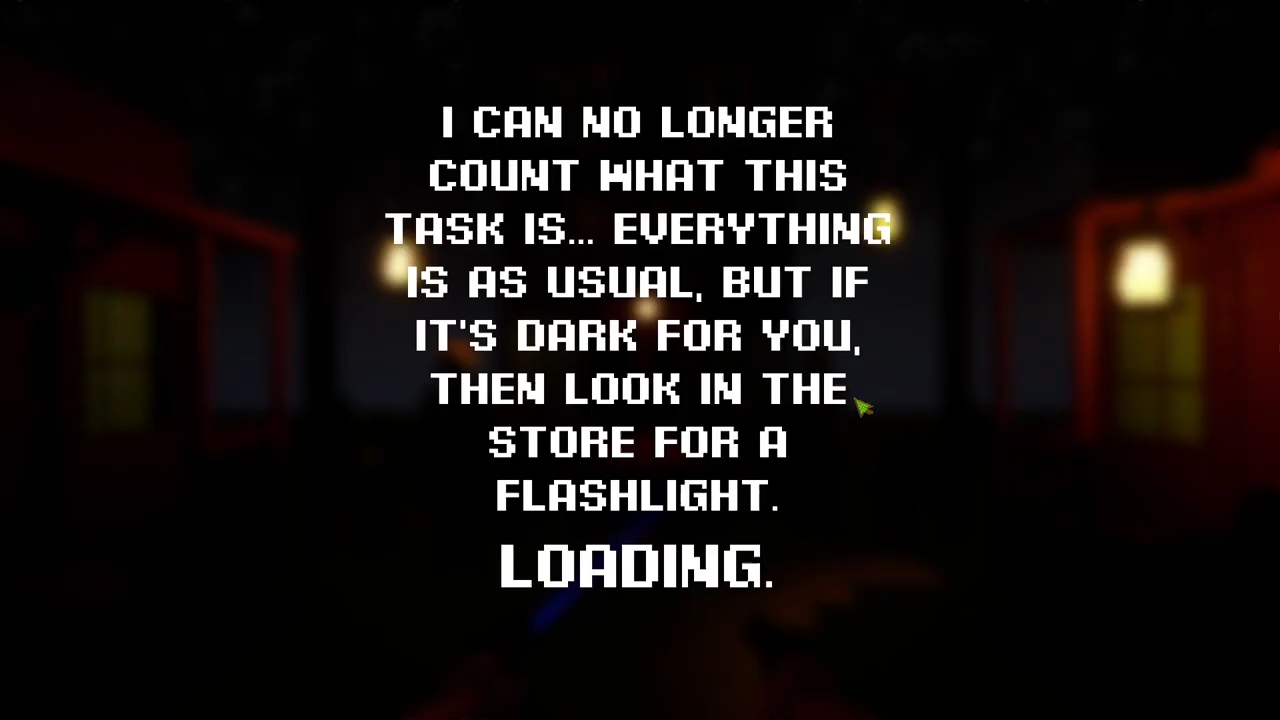 I CAN NO LONGER
COUNT WHAT THIS
TASK IS... EVERYTHING
IS AS USUAL, BUT IF
IT'S DARK FOR YOU,
THEN LOOK IN THE
STORE FOR A
FLASHLIGHT.
LOADING.